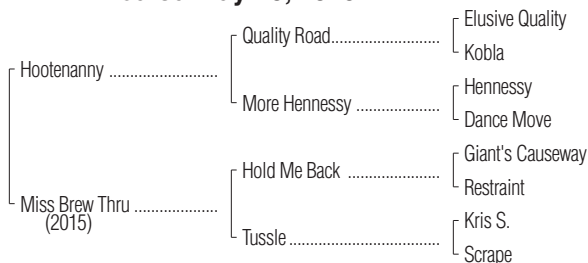 Elusive Quality
Quality Road
Kobla
Hootenanny
Hennessy
More Hennessy
Dance Move
Giant's Causeway
Hold Me Back
Restraint
Miss Brew Thru
(2015)
Kris S.
Tussle
Scrape